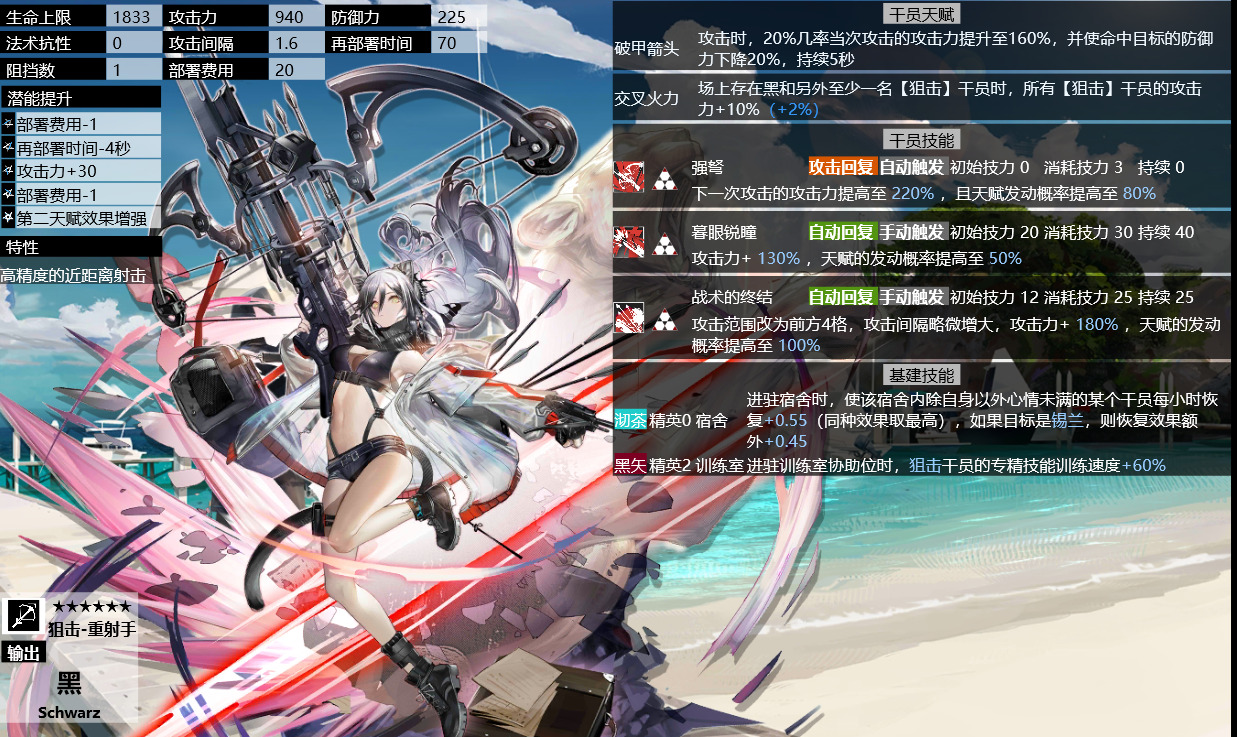 生命上限 1833 攻击力 940 防御力 225
法术抗性 0 攻击间隔 1.6 再部署时间 70
阻挡数 1 部署费用 20
潜能提升
部署费用-1
再部署时间-4秒
攻击力+30
部署费用-1
第二天赋效果增强
特性
高精度的近距离射击
★★★★★★
狙击-重射手
输出
黑
Schwarz
干员天赋
破甲箭头 攻击时，20%几率当次攻击的攻击力提升至160%，并使命中目标的防御
力下降20%，持续5秒
交叉火力 场上存在黑和另外至少一名【狙击】干员时，所有【狙击】干员的攻击
力+10%（+2%）
干员技能
强弩 攻击回复 自动触发 初始技力 0 消耗技力 3 持续 0
下一次攻击的攻击力提高至 220% ，且天赋发动概率提高至 80%
暮眼锐瞳 自动回复 手动触发 初始技力 20 消耗技力 30 持续 40
攻击力+ 130% ，天赋的发动概率提高至 50%
战术的终结 自动回复 手动触发 初始技力 12 消耗技力 25 持续 25
攻击范围改为前方4格，攻击间隔略微增大，攻击力+ 180% ，天赋的发动
概率提高至 100%
基建技能
沏茶 精英0 宿舍 进驻宿舍时，使该宿舍内除自身以外心情未满的某个干员每小时恢
复+0.55（同种效果取最高），如果目标是锡兰，则恢复效果额
外+0.45
黑矢 精英2 训练室 进驻训练室协助位时，狙击干员的专精技能训练速度+60%